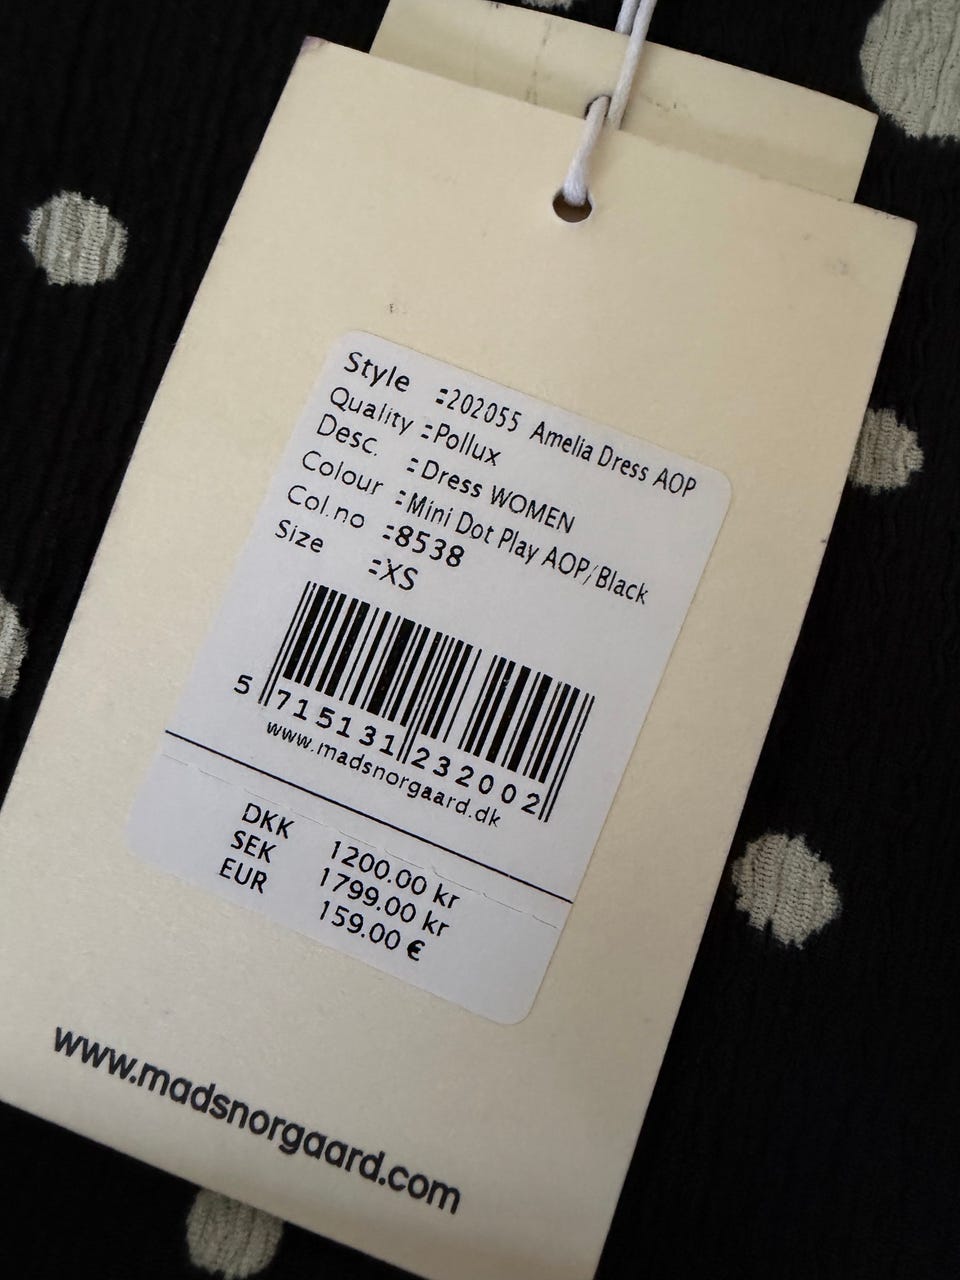 Style :202055 Amelia Dress AOP
Quality :Pollux
Desc. :Dress WOMEN
Colour :Mini Dot Play AOP/Black
Col.no :8538
Size :XS
5 715131 232002
www.madsnorgaard.dk
DKK 1200.00 kr
SEK 1799.00 kr
EUR 159.00 €
www.madsnorgaard.com